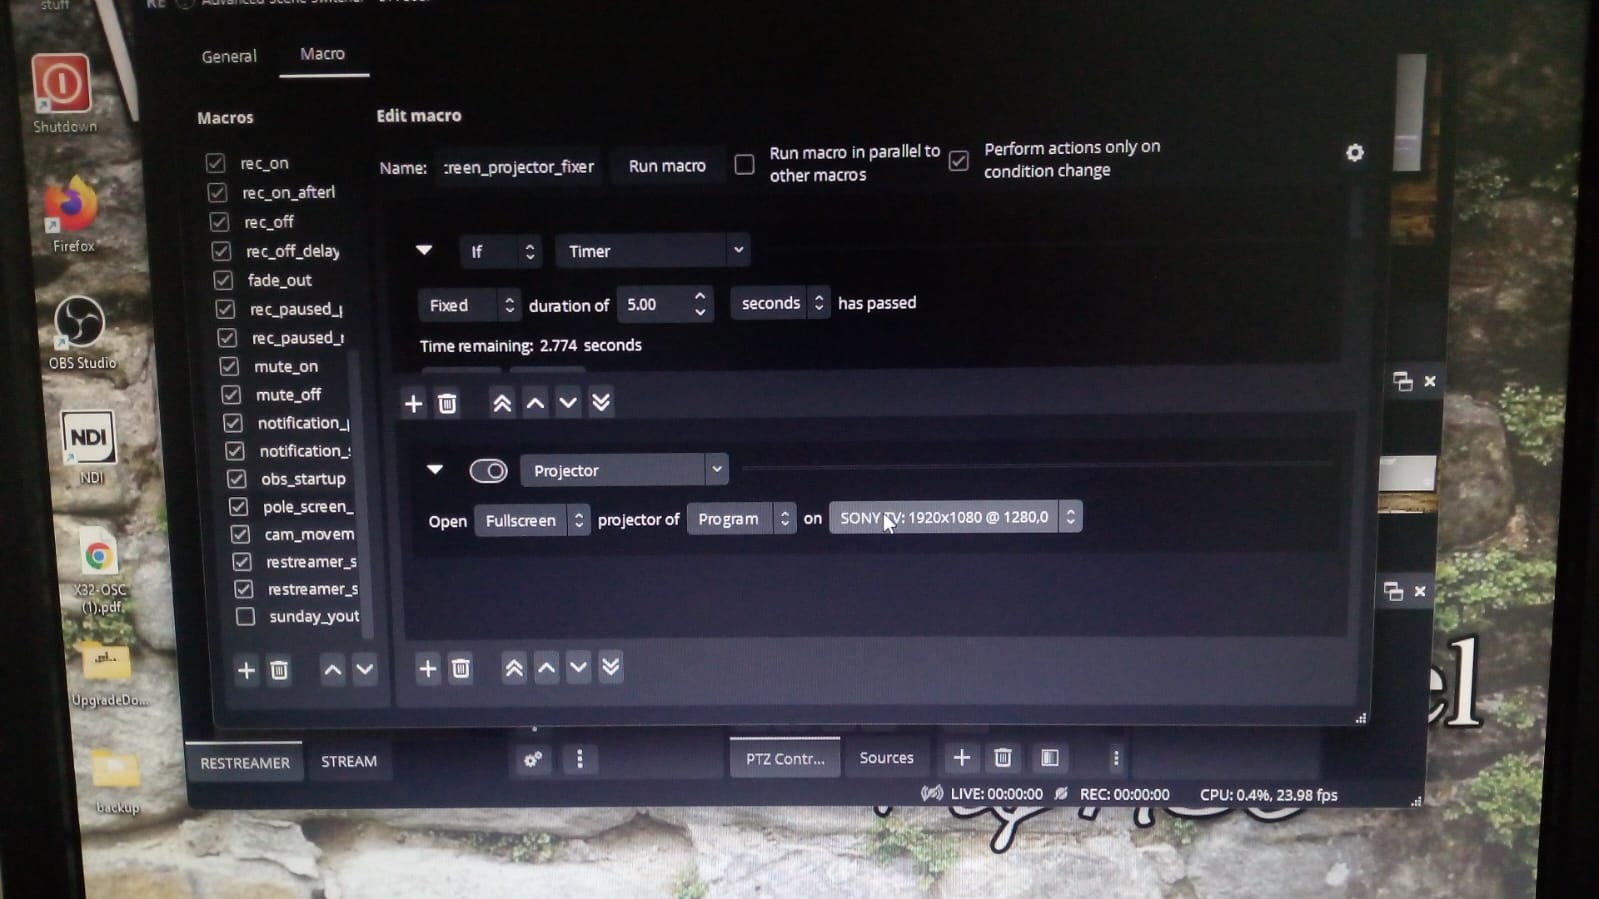 stuff
Advanced Scene Switcher
General
Macro
Shutdown
Macros
Edit macro
rec_on
Name:
:reen_projector_fixer
Run macro
Run macro in parallel to
other macros
Perform actions only on
condition change
rec_on_afterl
rec_off
Firefox
rec_off_delay
If
Timer
fade_out
rec_paused_
Fixed
duration of
5.00
seconds
has passed
rec_paused_
Time remaining: 2.774 seconds
OBS Studio
mute_on
mute_off
notification_
NDI
notification_
NDI
obs_startup
Projector
pole_screen_
Open
Fullscreen
projector of
Program
on
SONY TV: 1920x1080 @ 1280,0
cam_movem
restreamer_s
X32-OSC
(1).pdf
restreamer_s
sunday_yout
UpgradeDo...
RESTREAMER
STREAM
PTZ Contr...
Sources
LIVE: 00:00:00
REC: 00:00:00
CPU: 0.4%, 23.98 fps
backup